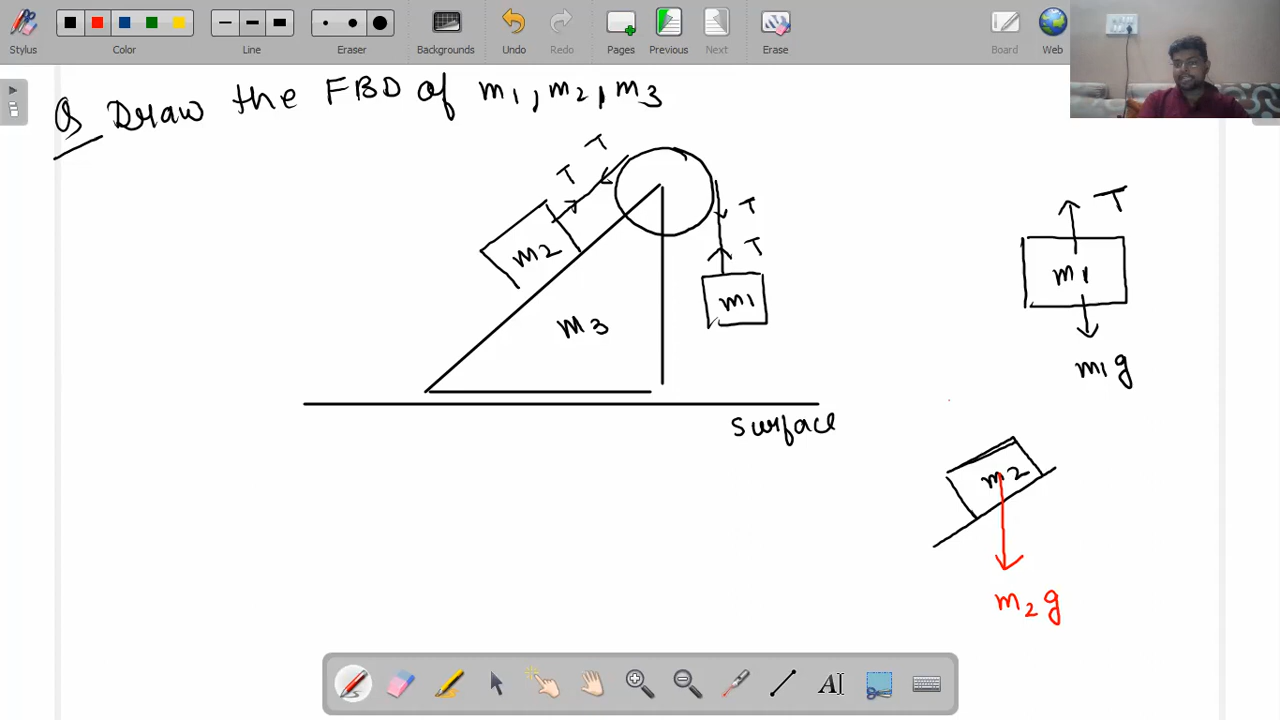 Stylus
Color
Line
Eraser
Backgrounds
Undo
Redo
Pages
Previous
Next
Erase
Board
Web
Q Draw the FBD of m1, m2, m3
T T
T
T
m2
m1
m3
Surface
T
m1
m1g
m2
m2g
A